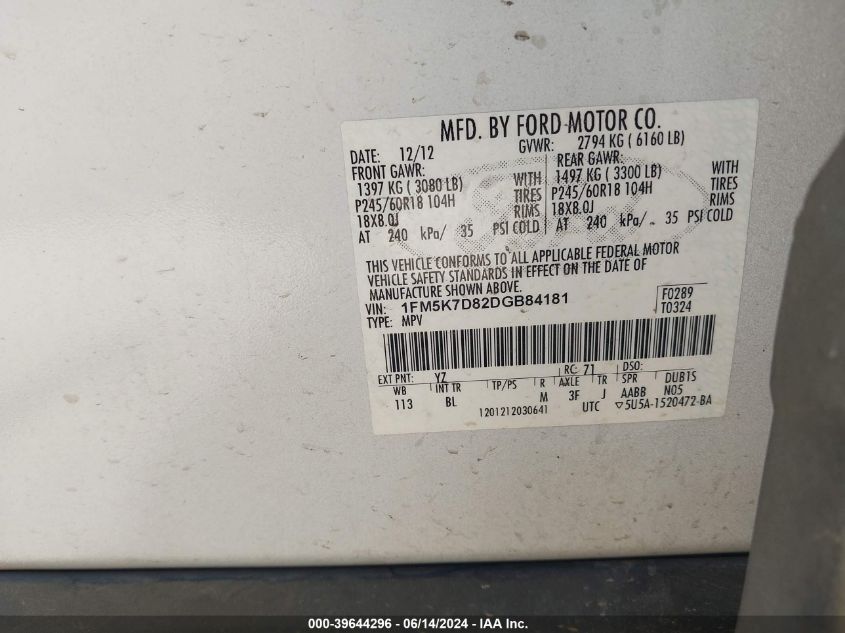 MFD. BY FORD MOTOR CO.
DATE: 12/12 GVWR: 2794 KG ( 6160 LB)
FRONT GAWR: REAR GAWR:
1397 KG ( 3080 LB) WITH 1497 KG ( 3300 LB) WITH
P245/60R18 104H TIRES P245/60R18 104H TIRES
18X8.0J RIMS 18X8.0J RIMS
AT 240 kPa/ 35 PSI COLD AT 240 kPa/ 35 PSI COLD
THIS VEHICLE CONFORMS TO ALL APPLICABLE FEDERAL MOTOR
VEHICLE SAFETY STANDARDS IN EFFECT ON THE DATE OF
MANUFACTURE SHOWN ABOVE.
VIN: 1FM5K7D82DGB84181 F0289
TYPE: MPV T0324
EXT PNT: YZ RC: 71 DSO:
WB INT TR TP/PS R AXLE TR SPR DUB1S
113 BL M 3F J AABB N05
1201212030641 UTC ▽5U5A-1520472-BA
000-39644296 - 06/14/2024 - IAA Inc.